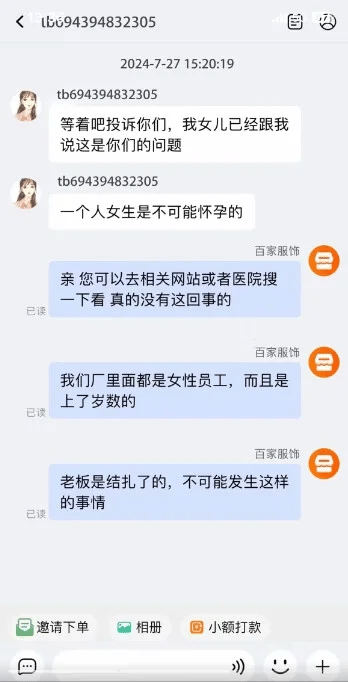 tb694394832305
2024-7-27 15:20:19
tb694394832305
等着吧投诉你们，我女儿已经跟我
说这是你们的问题
tb694394832305
一个人女生是不可能怀孕的
百家服饰
亲 您可以去相关网站或者医院搜
一下看 真的没有这回事的
已读
百家服饰
我们厂里面都是女性员工，而且是
上了岁数的
已读
百家服饰
老板是结扎了的，不可能发生这样
的事情
已读
邀请下单
相册
小额打款